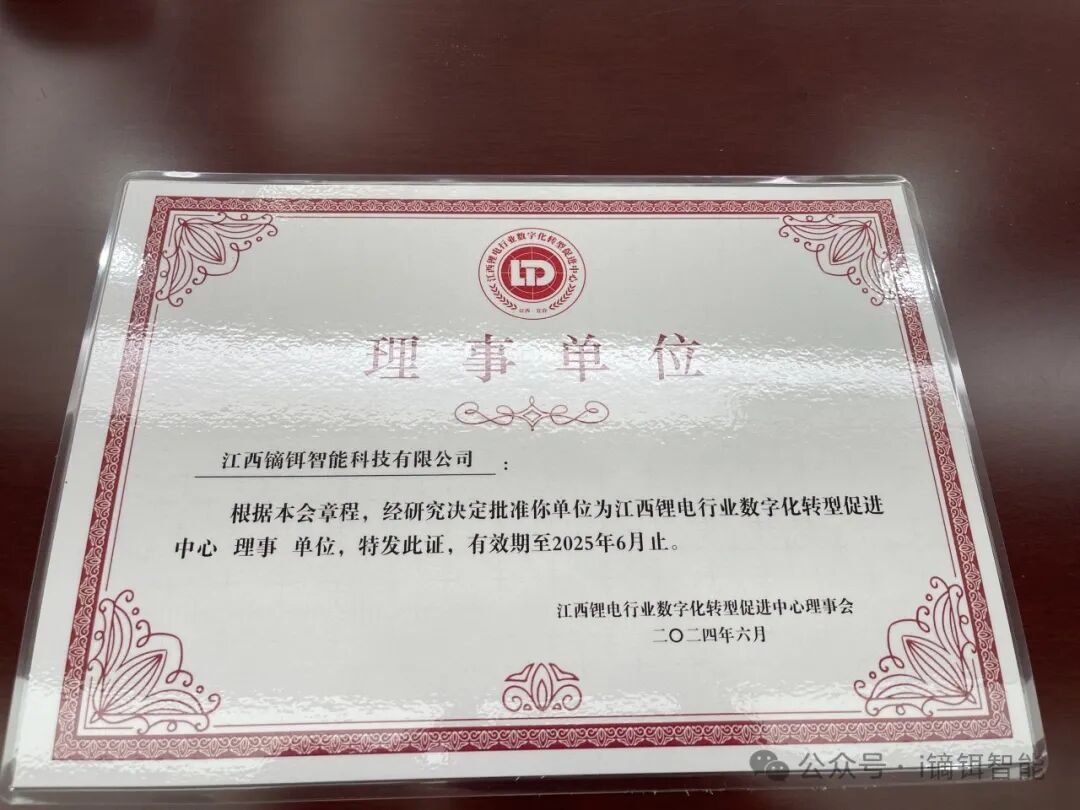 江西锂电行业数字化转型促进中心
LD
理事单位
江西镝铒智能科技有限公司：
根据本会章程，经研究决定批准你单位为江西锂电行业数字化转型促进
中心 理事 单位，特发此证，有效期至2025年6月止。
江西锂电行业数字化转型促进中心理事会
二〇二四年六月
公众号·i镝铒智能